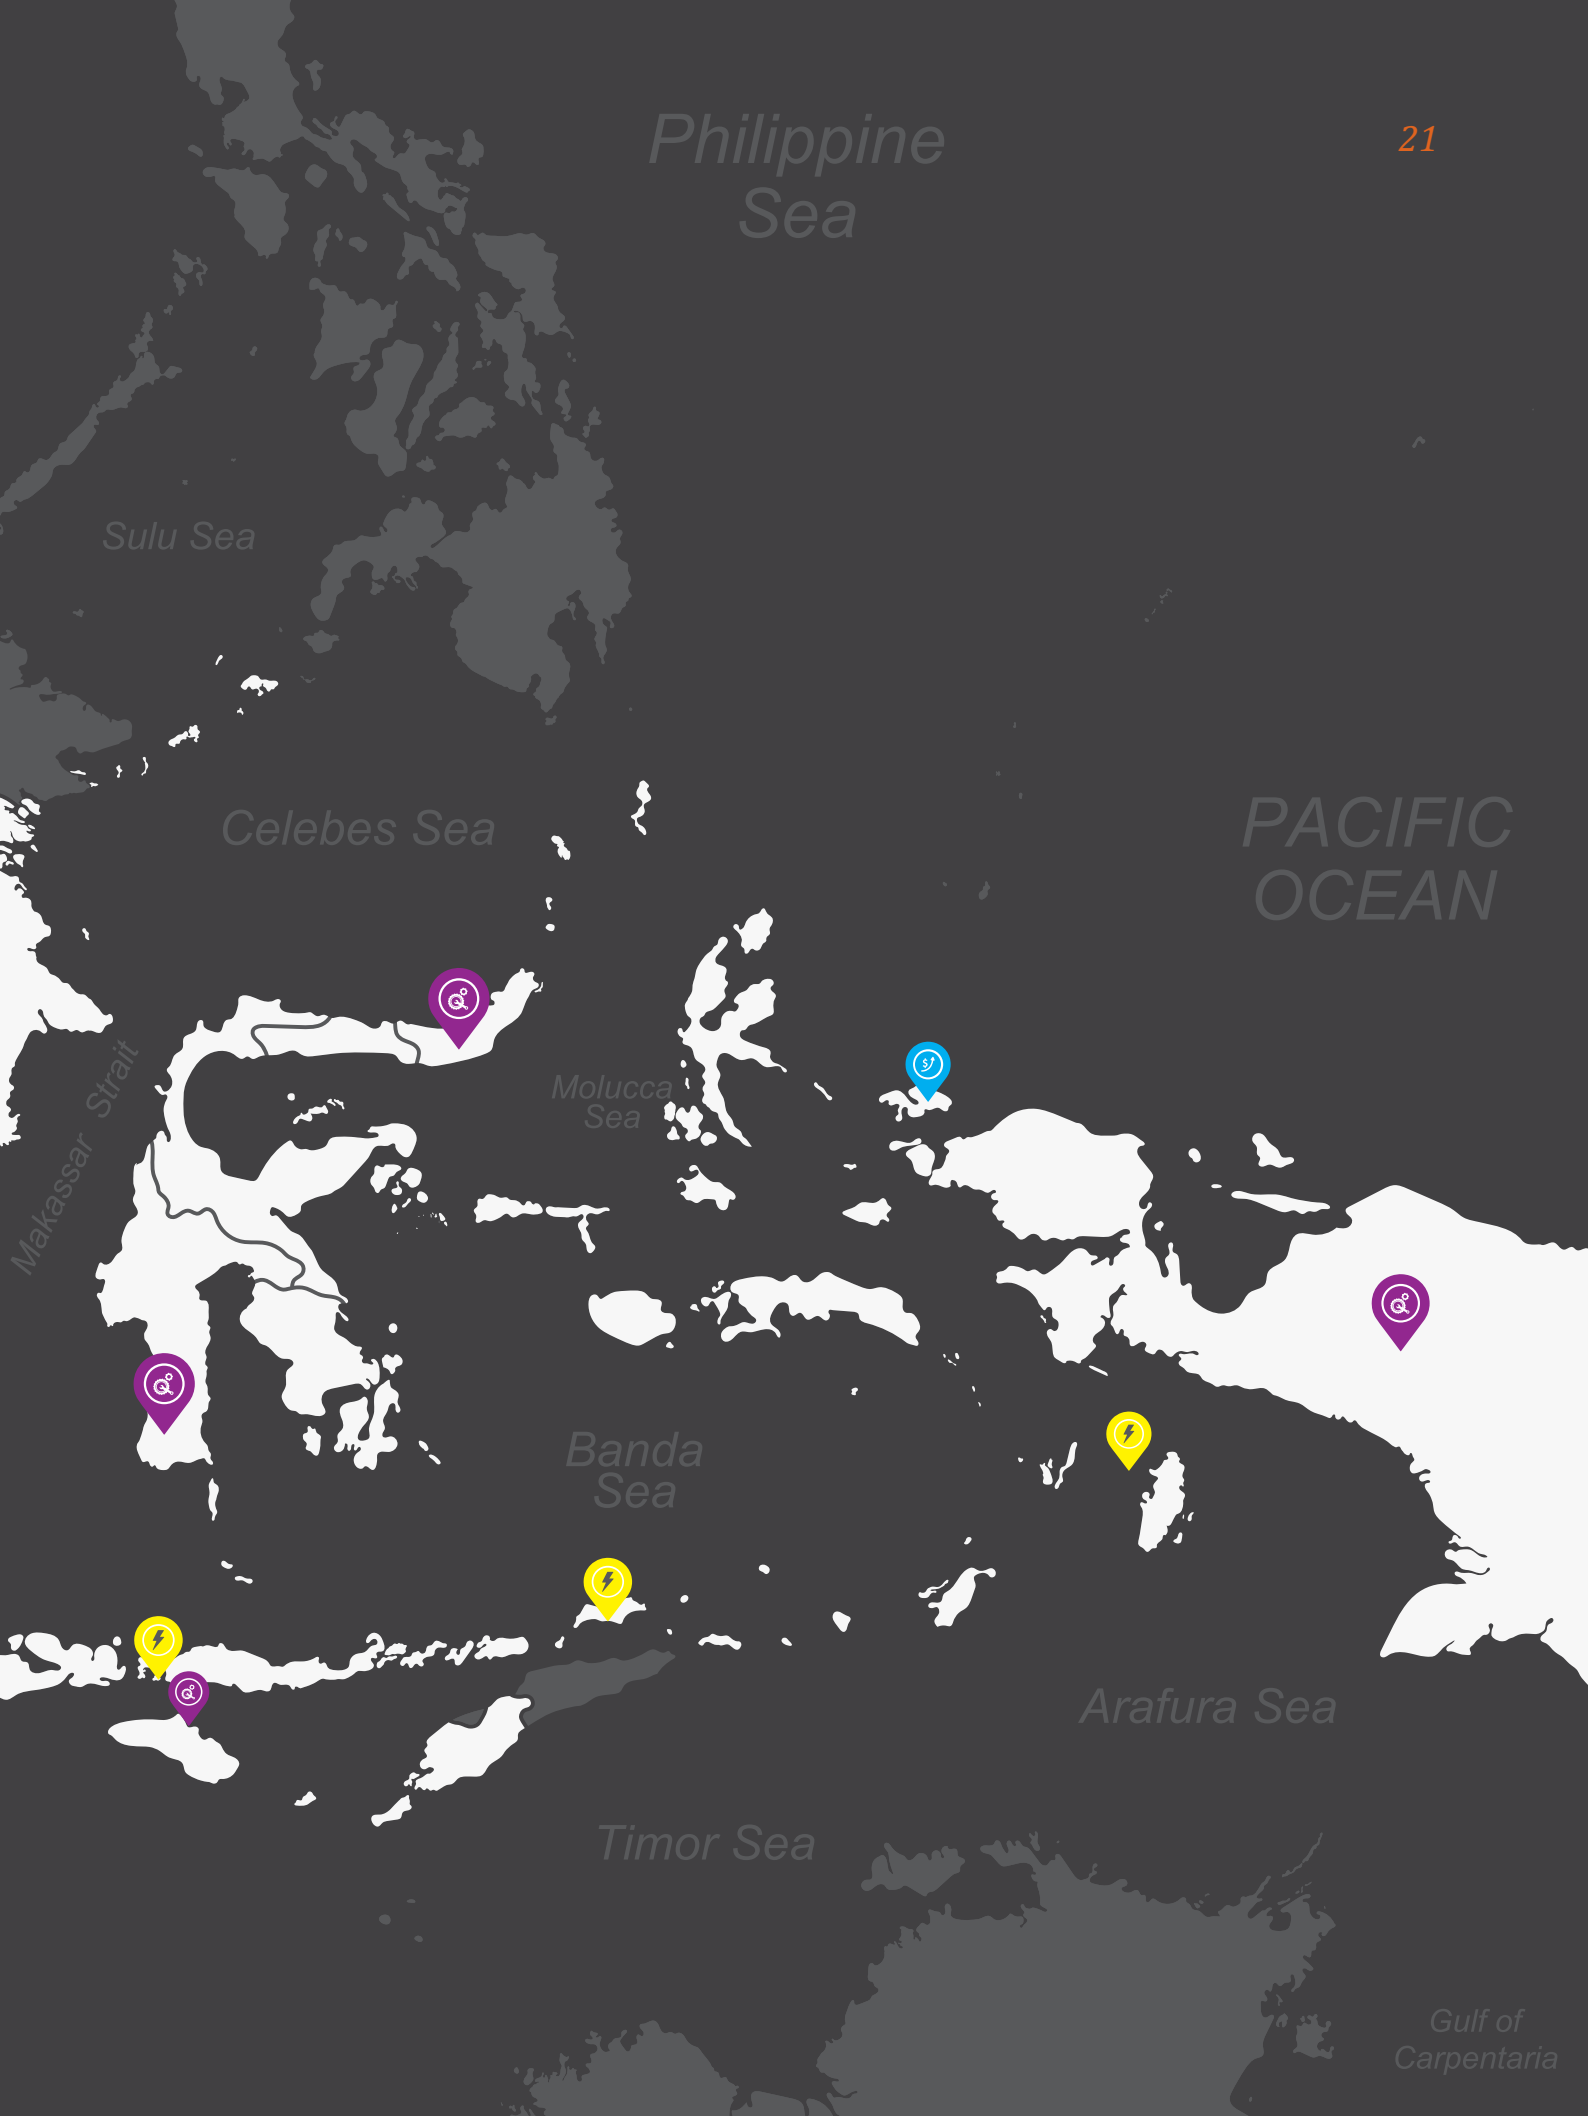 Philippine
Sea
21
Sulu Sea
Celebes Sea
PACIFIC
OCEAN
Makassar Strait
Molucca
Sea
Banda
Sea
Arafura Sea
Timor Sea
Gulf of
Carpentaria